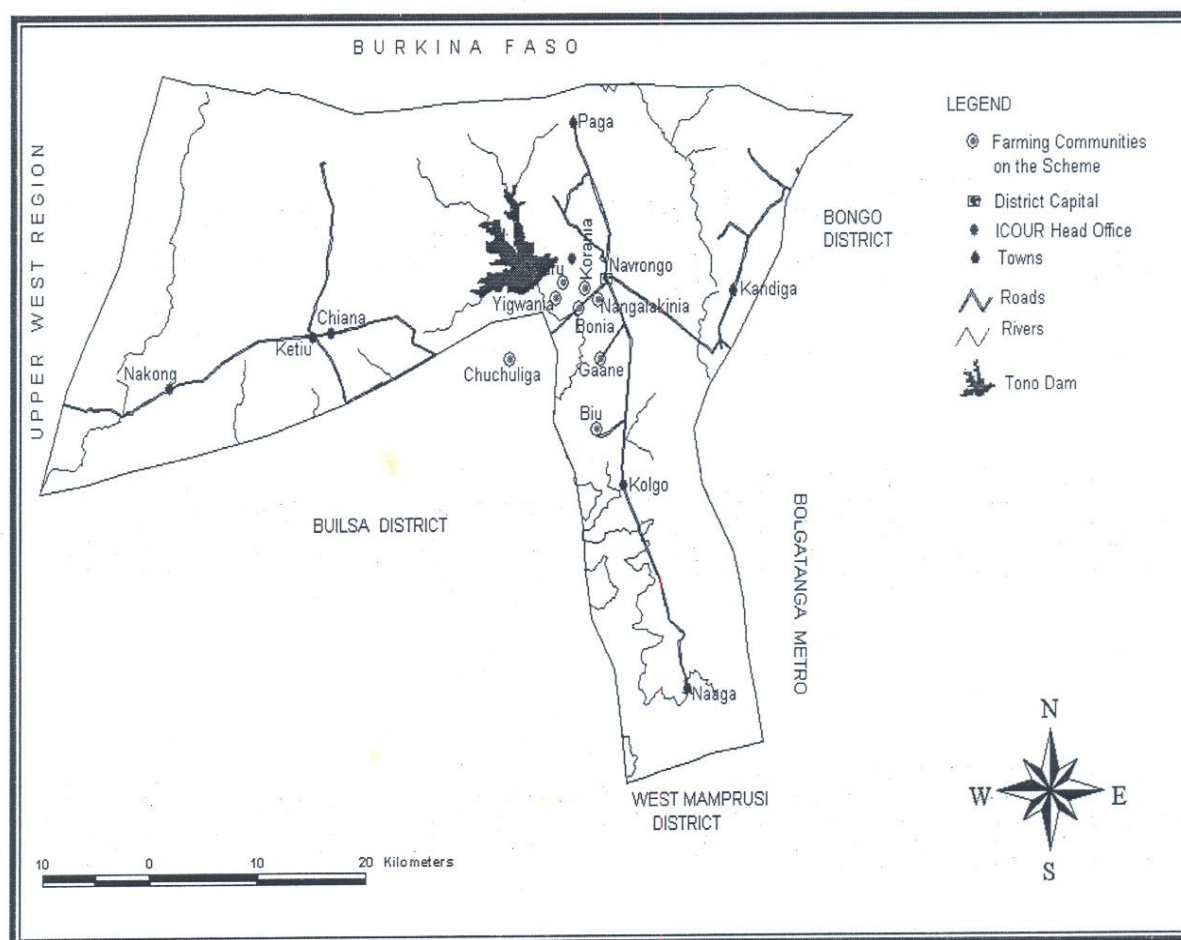 BURKINA FASO
UPPER WEST REGION
Paga
LEGEND
Farming Communities
on the Scheme
District Capital
ICOUR Head Office
Towns
Roads
Rivers
Tono Dam
BONGO
DISTRICT
Korania
Navrongo
Yigwania
Nangalakinia
Kandiga
Bonia
Chiana
Ketiu
Nakong
Chuchuliga
Gaane
Biu
Kolgo
BUILSA DISTRICT
BOLGATANGA METRO
Naaga
WEST MAMPRUSI
DISTRICT
N
W
E
S
10 0 10 20 Kilometers